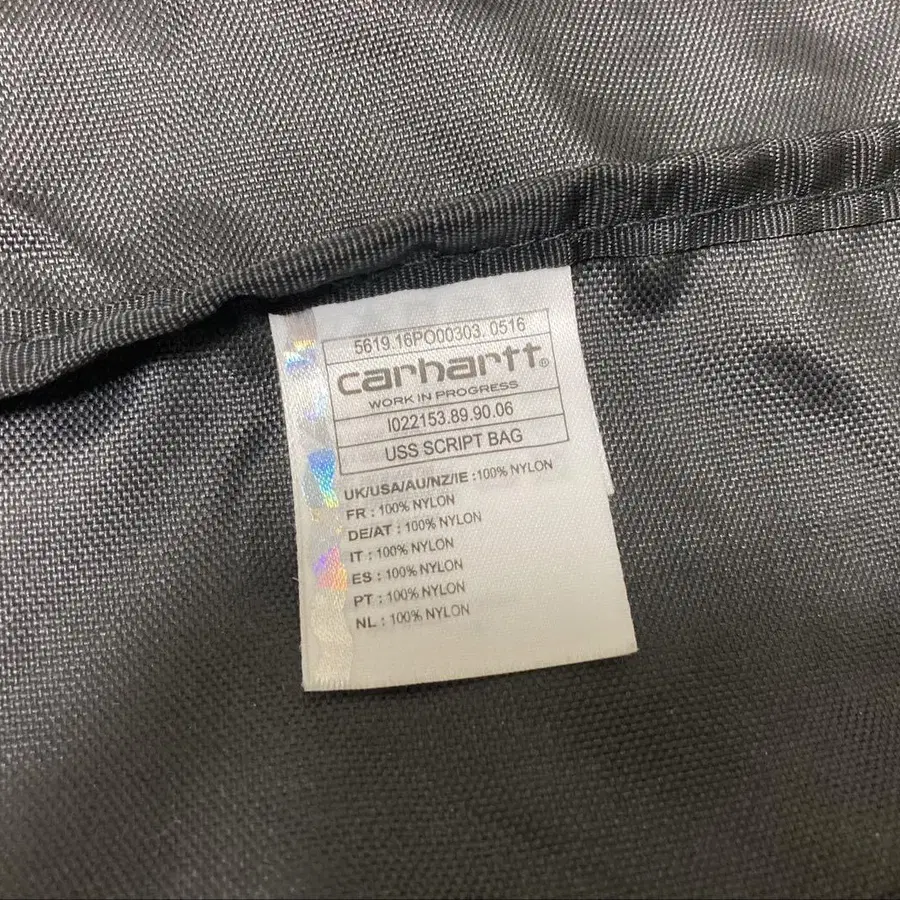 5619.16PO00303 0516
carhartt®
WORK IN PROGRESS
I022153.89.90.06
USS SCRIPT BAG
UK/USA/AU/NZ/IE :100% NYLON
FR : 100% NYLON
DE/AT : 100% NYLON
IT : 100% NYLON
ES : 100% NYLON
PT : 100% NYLON
NL : 100% NYLON